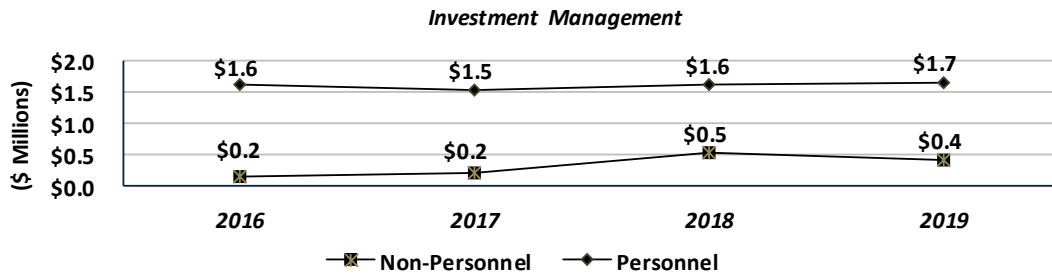 Investment Management
($ Millions)
$2.0
$1.5
$1.0
$0.5
$0.0
$1.6 $1.5 $1.6 $1.7
$0.2 $0.2 $0.5 $0.4
2016 2017 2018 2019
Non-Personnel Personnel